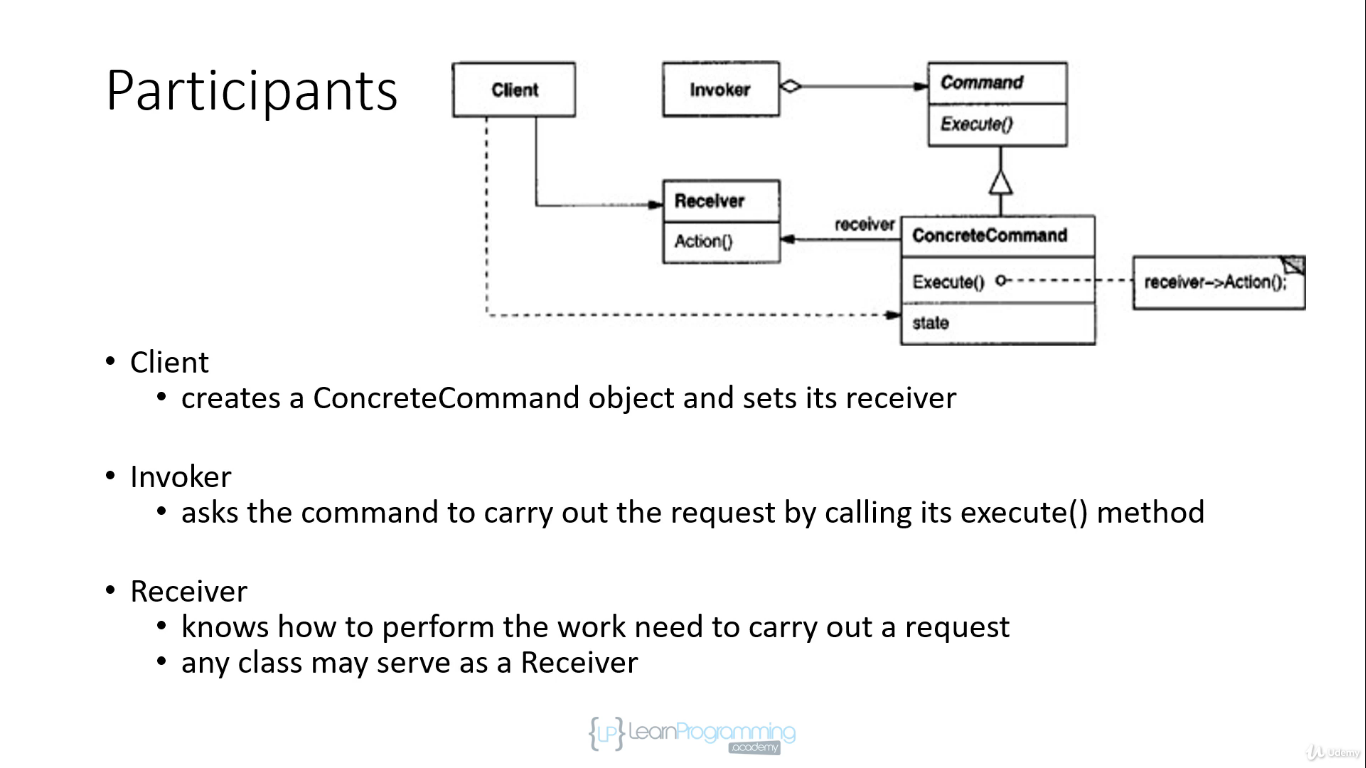 Participants
Client
Invoker
Command
Execute()
Receiver
Action()
receiver
ConcreteCommand
Execute()
state
receiver->Action();
• Client
• creates a ConcreteCommand object and sets its receiver
• Invoker
• asks the command to carry out the request by calling its execute() method
• Receiver
• knows how to perform the work need to carry out a request
• any class may serve as a Receiver
{LP} LearnProgramming
.academy
Udemy